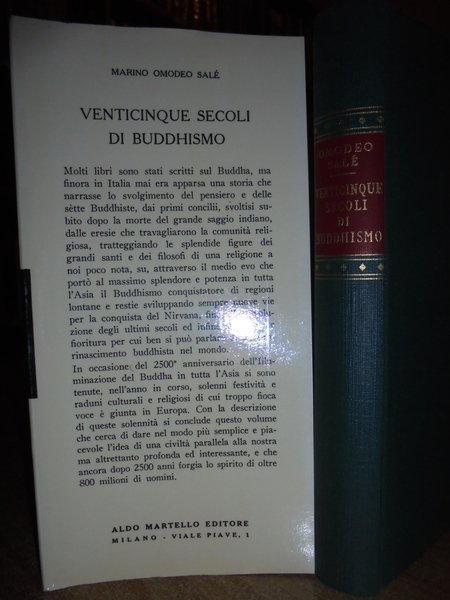 MARINO OMODEO SALÉ
VENTICINQUE SECOLI
DI BUDDHISMO
Molti libri sono stati scritti sul Buddha, ma
finora in Italia mai era apparsa una storia che
narrasse lo svolgimento del pensiero e delle
sètte Buddhiste, dai primi concilii, svoltisi su-
bito dopo la morte del grande saggio indiano,
dalle eresie che travagliarono la comunità reli-
giosa, tratteggiando le splendide figure dei
grandi santi e dei filosofi di una religione a
noi poco nota, su, attraverso il medio evo che
portò al massimo splendore e potenza in tutta
l'Asia il Buddhismo conquistatore di regioni
lontane e restie sviluppando sempre nuove vie
per la conquista del Nirvana, fin
zione degli ultimi secoli ed infin
fioritura per cui ben si può parlar
rinascimento buddhista nel mondo.
In occasione del 2500° anniversario dell'Illu-
minazione del Buddha in tutta l'Asia si sono
tenute, nell'anno in corso, solenni festività e
raduni culturali e religiosi di cui troppo fioca
voce è giunta in Europa. Con la descrizione
di queste solennità si conclude questo volume
che cerca di dare nel modo più semplice e pia-
cevole l'idea di una civiltà parallela alla nostra
ma altrettanto profonda ed interessante, e che
ancora dopo 2500 anni forgia lo spirito di oltre
800 milioni di uomini.
ALDO MARTELLO EDITORE
MILANO - VIALE PIAVE, 1
OMODEO
SALÉ
VENTICINQUE
SECOLI
DI
BUDDHISMO